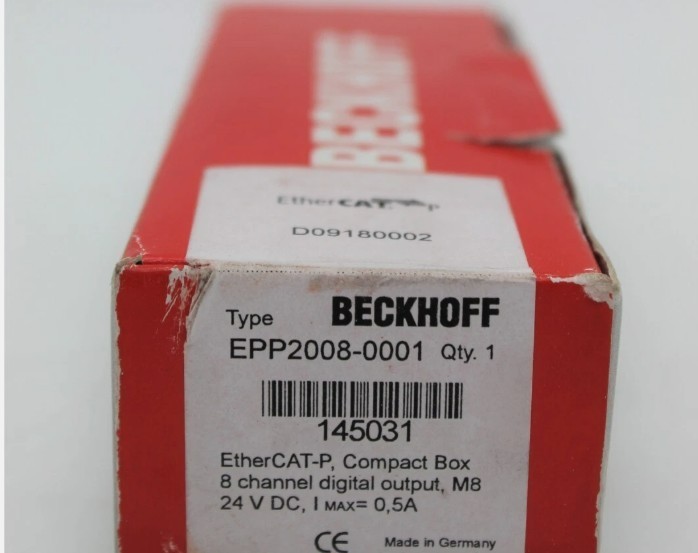 BECKHOFF
EtherCAT P
D09180002
Type BECKHOFF
EPP2008-0001 Qty. 1
145031
EtherCAT-P, Compact Box
8 channel digital output, M8
24 V DC, I MAX= 0,5A
CE Made in Germany